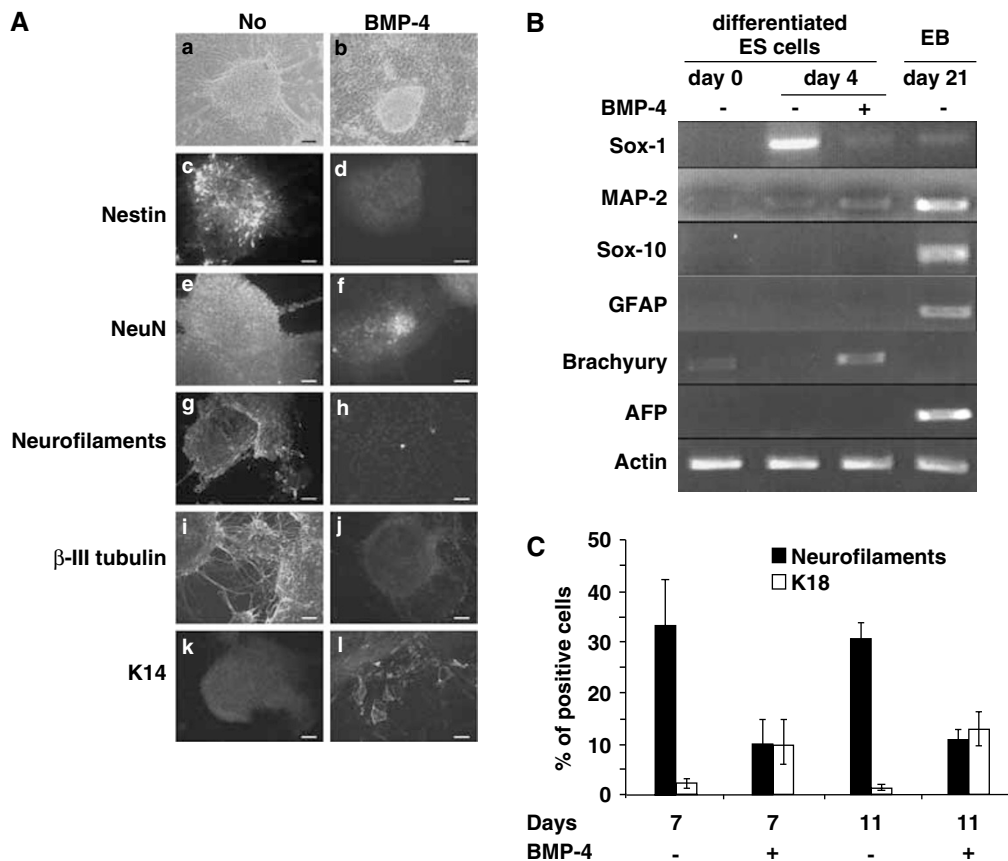 A
No
BMP-4
a
b
Nestin
c
d
NeuN
e
f
Neurofilaments
g
h
β-III tubulin
i
j
K14
k
l
B
differentiated
ES cells
EB
day 0
day 4
day 21
BMP-4 - - + -
Sox-1
MAP-2
Sox-10
GFAP
Brachyury
AFP
Actin
C
% of positive cells
50
40
30
20
10
0
Neurofilaments
K18
Days 7 7 11 11
BMP-4 - + - +